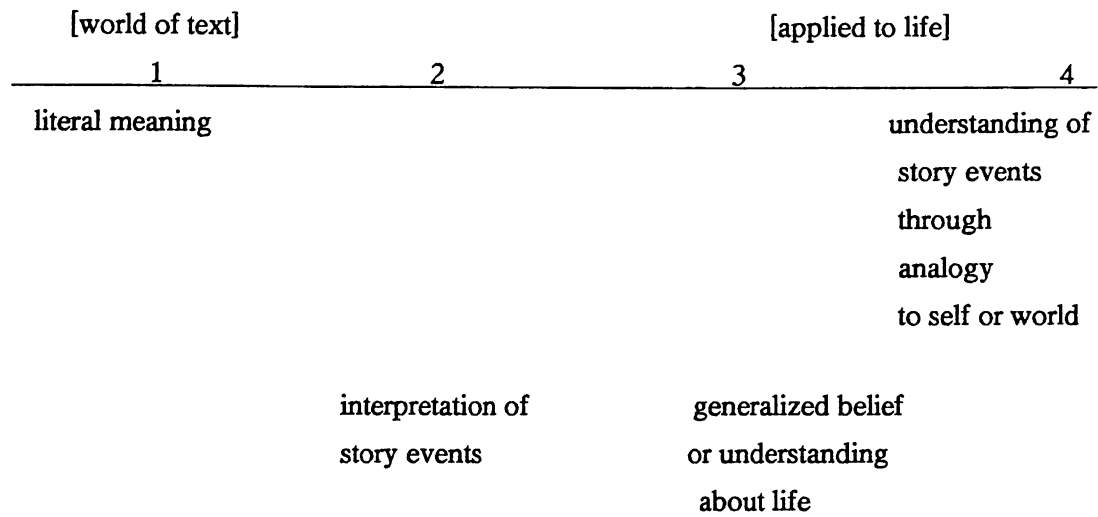 [world of text] [applied to life]
1 2 3 4
literal meaning
understanding of
story events
through
analogy
to self or world
interpretation of
story events
generalized belief
or understanding
about life